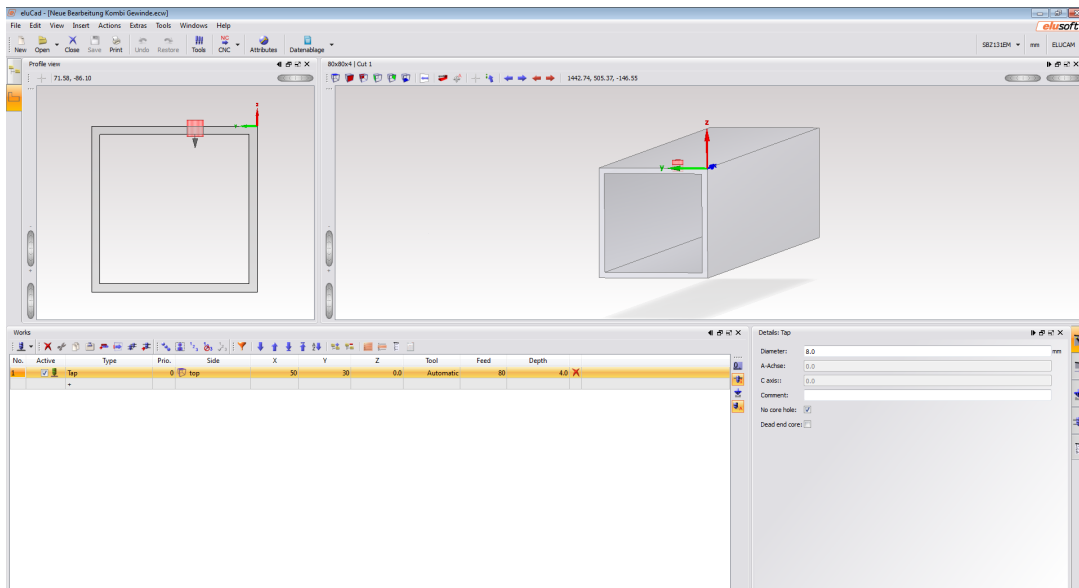 eluCad - [Neue Bearbeitung Kombi Gewinde.ecw]
File Edit View Insert Actions Extras Tools Windows Help
elusoft
New Open Close Save Print Undo Restore Tools CNC Attributes Datenablage
NC
SBZ131EM mm ELUCAM
Profile view
71.58, -86.10
z
Y
80x80x4 | Cut 1
1442.74, 505.37, -146.55
z
Y
Works
No. Active Type Prio. Side X Y Z Tool Feed Depth
1 Tap 0 top 50 30 0.0 Automatic 80 4.0
+
Details: Tap
Diameter: 8.0 mm
A-Achse: 0.0
C axis:: 0.0
Comment:
No core hole:
Dead end core: